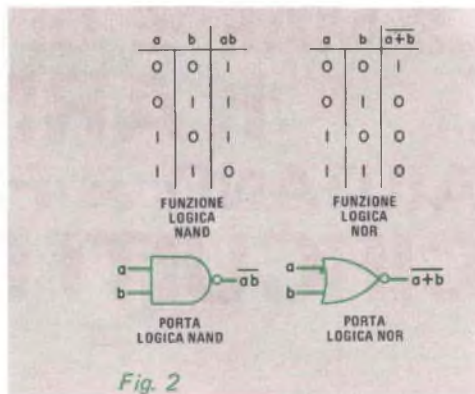 a b ab
0 0 1
0 1 1
1 0 1
1 1 0
FUNZIONE
LOGICA
NAND
a b a+b
0 0 1
0 1 0
1 0 0
1 1 0
FUNZIONE
LOGICA
NOR
a
b
ab
PORTA
LOGICA NAND
a
b
a+b
PORTA
LOGICA NOR
Fig. 2